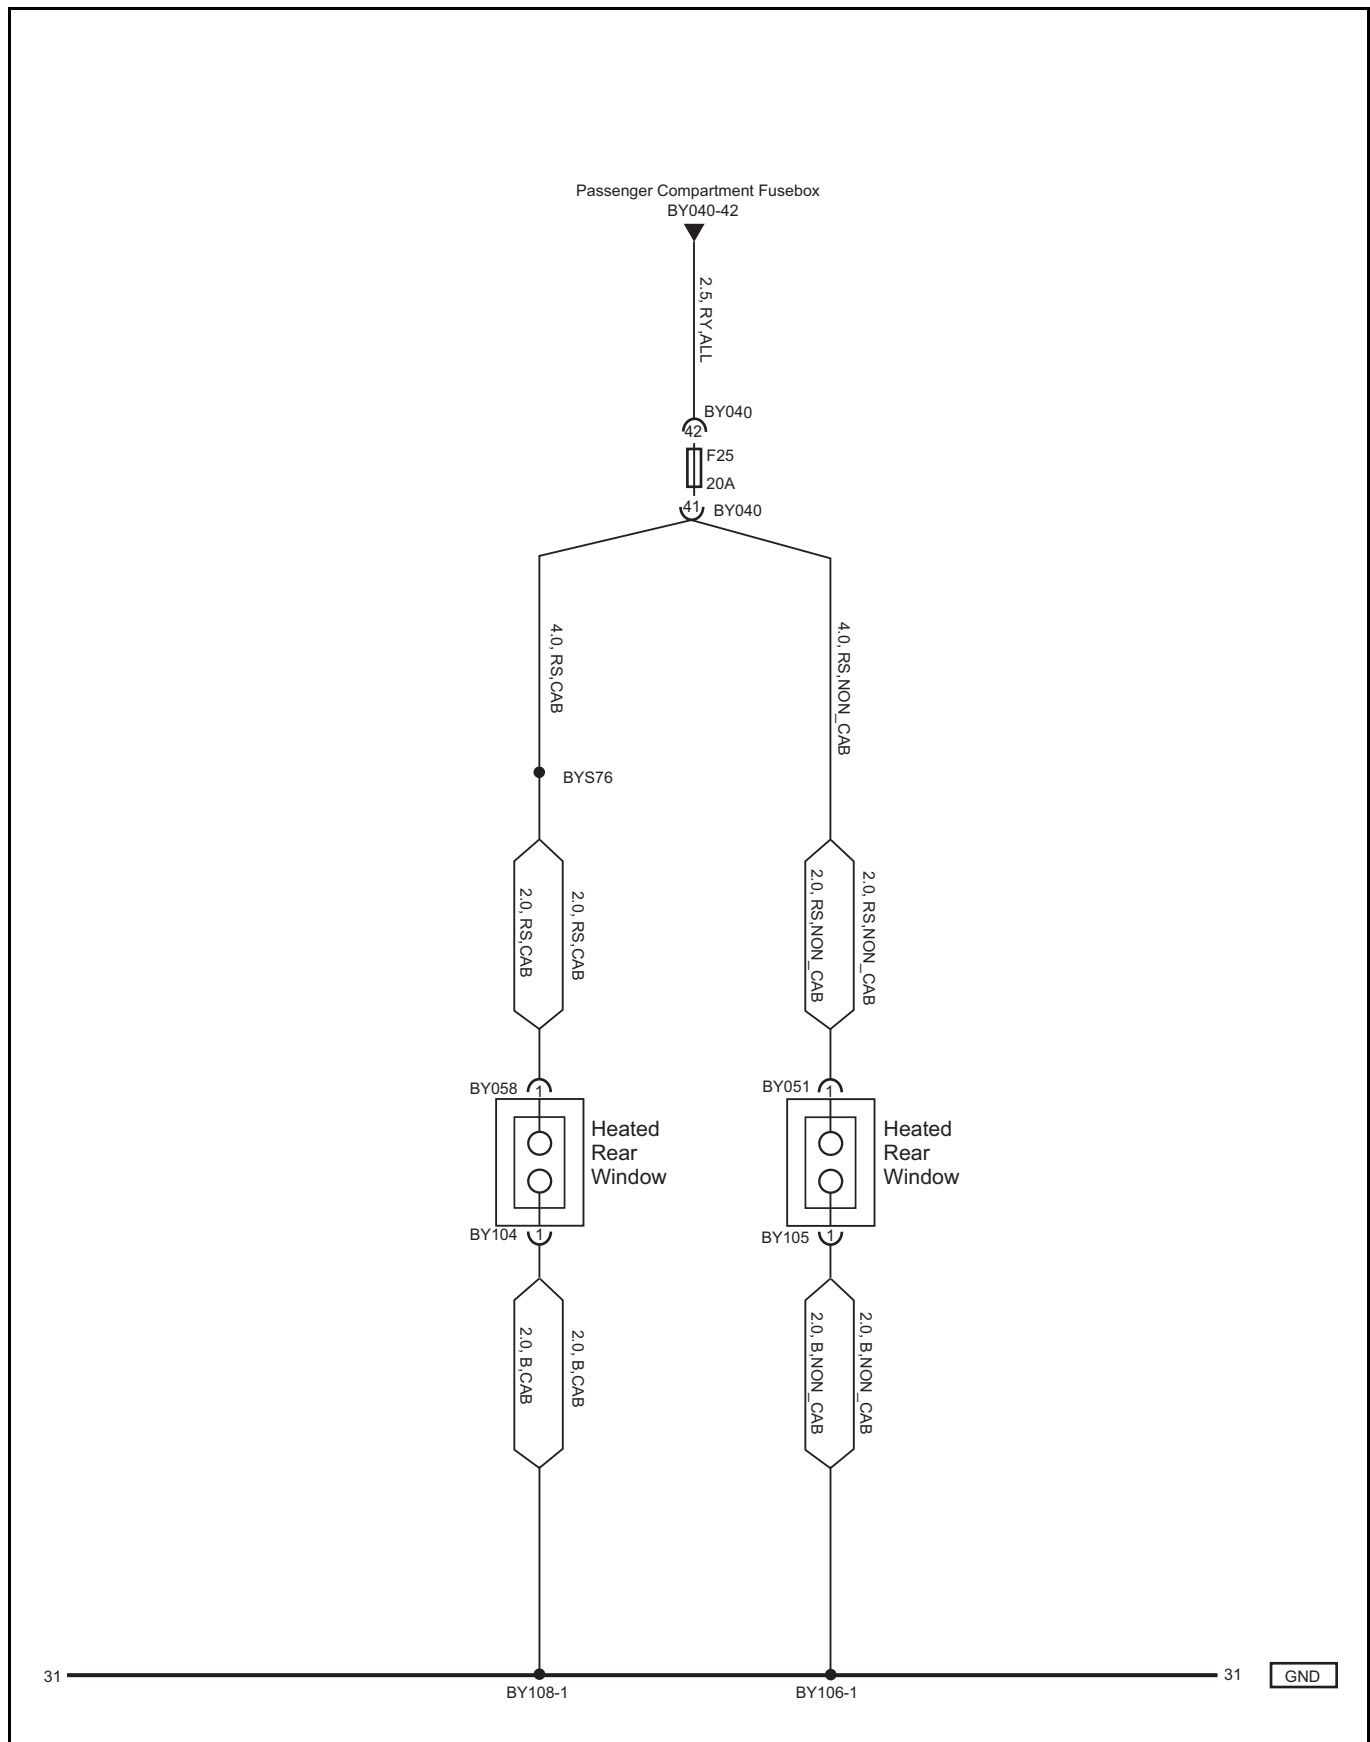 Passenger Compartment Fusebox
BY040-42
2.5, RY,ALL
BY040
42
F25
20A
41
BY040
4.0, RS,CAB
4.0, RS,NON_CAB
BYS76
2.0, RS,CAB
2.0, RS,CAB
2.0, RS,NON_CAB
2.0, RS,NON_CAB
BY058
1
BY051
1
Heated
Rear
Window
Heated
Rear
Window
BY104
1
BY105
1
2.0, B,CAB
2.0, B,CAB
2.0, B,NON_CAB
2.0, B,NON_CAB
31
31
GND
BY108-1
BY106-1